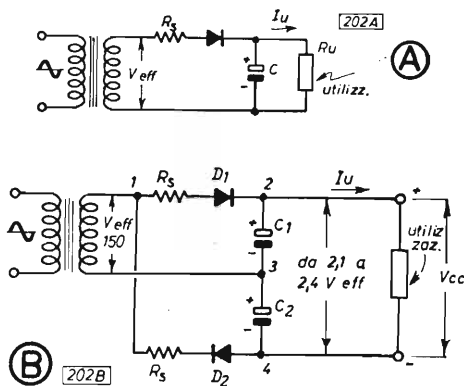 Iu
202A
Rs
Veff
+
C
-
Ru
utilizz.
A
1
Rs
D1
2
Iu
+
Veff
150
+
C1
-
3
da 2,1 a
2,4 V eff
utiliz
zaz.
Vcc
+
C2
-
Rs
D2
4
-
B
202B